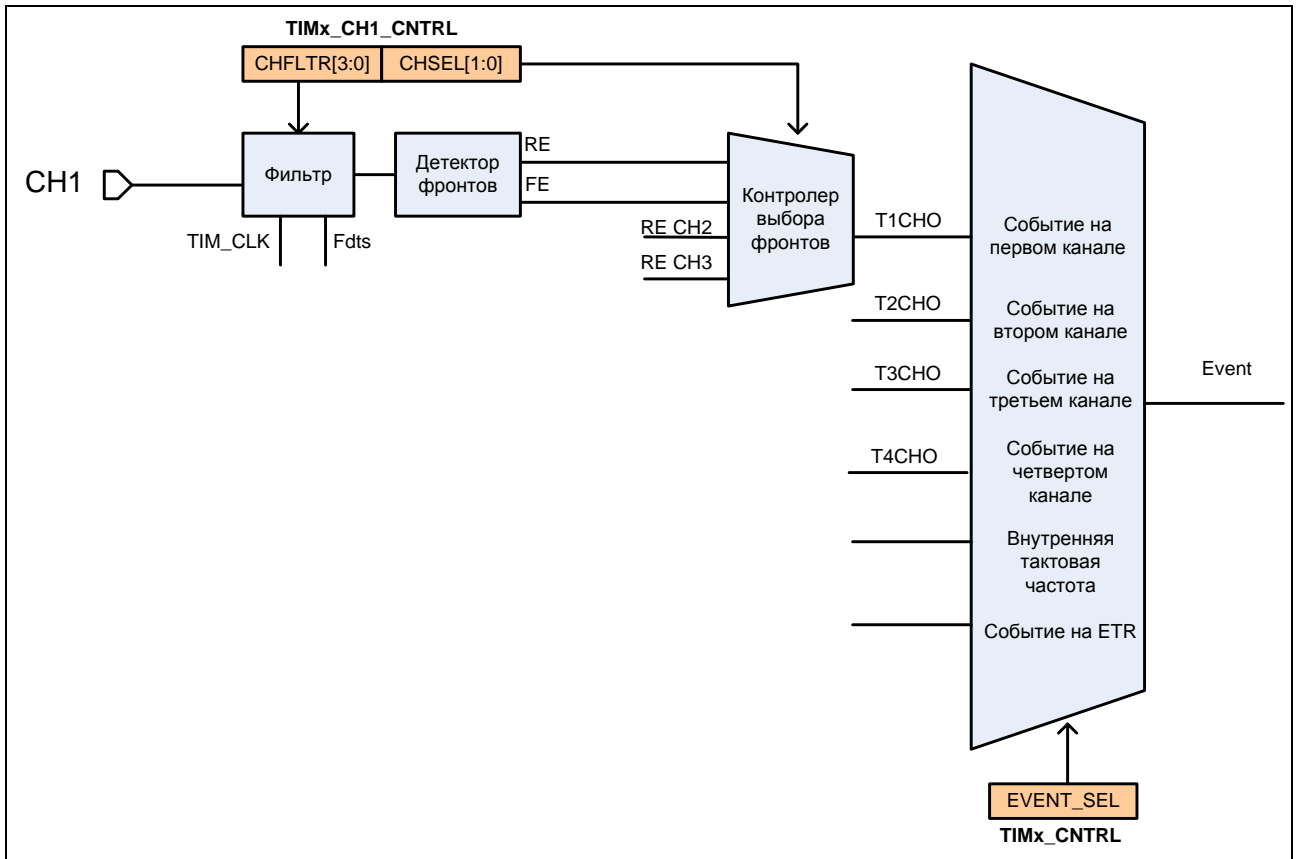 TIMx_CH1_CNTRL
CHFLTR[3:0] CHSEL[1:0]
CH1
Фильтр
TIM_CLK
Fdts
Детектор
фронтов
RE
FE
RE CH2
RE CH3
Контролер
выбора
фронтов
T1CHO
T2CHO
T3CHO
T4CHO
Событие на
первом канале
Событие на
втором канале
Событие на
третьем канале
Событие на
четвертом
канале
Внутренняя
тактовая
частота
Событие на ETR
Event
EVENT_SEL
TIMx_CNTRL